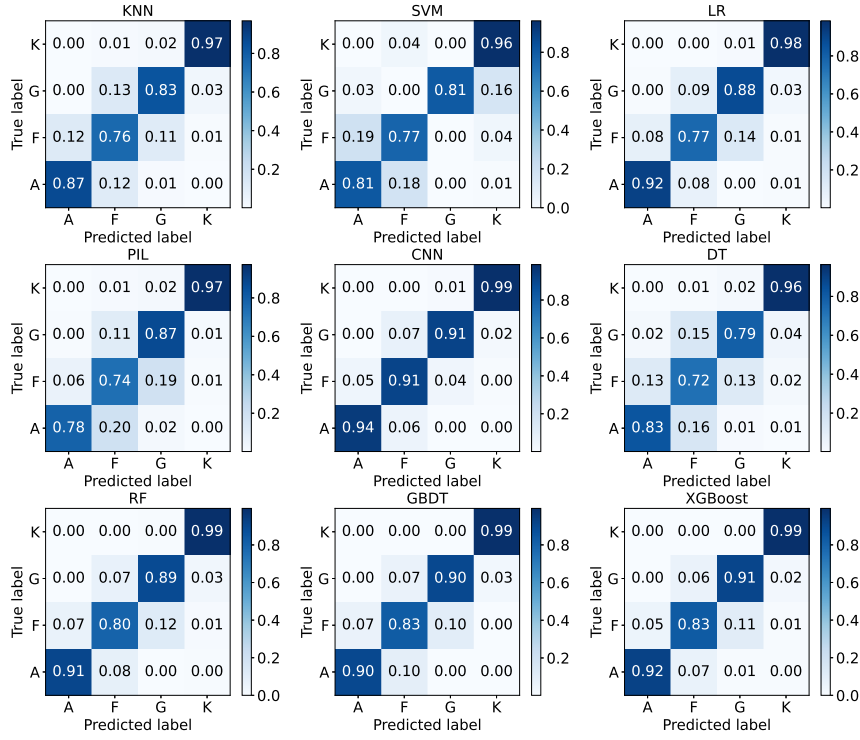 KNN
K 0.00 0.01 0.02 0.97
G 0.00 0.13 0.83 0.03
F 0.12 0.76 0.11 0.01
A 0.87 0.12 0.01 0.00
A F G K
Predicted label
True label
0.8
0.6
0.4
0.2
SVM
K 0.00 0.04 0.00 0.96
G 0.03 0.00 0.81 0.16
F 0.19 0.77 0.00 0.04
A 0.81 0.18 0.00 0.01
A F G K
Predicted label
True label
0.8
0.6
0.4
0.2
0.0
LR
K 0.00 0.00 0.01 0.98
G 0.00 0.09 0.88 0.03
F 0.08 0.77 0.14 0.01
A 0.92 0.08 0.00 0.01
A F G K
Predicted label
True label
0.8
0.6
0.4
0.2
PIL
K 0.00 0.01 0.02 0.97
G 0.00 0.11 0.87 0.01
F 0.06 0.74 0.19 0.01
A 0.78 0.20 0.02 0.00
A F G K
Predicted label
True label
0.8
0.6
0.4
0.2
CNN
K 0.00 0.00 0.01 0.99
G 0.00 0.07 0.91 0.02
F 0.05 0.91 0.04 0.00
A 0.94 0.06 0.00 0.00
A F G K
Predicted label
True label
0.8
0.6
0.4
0.2
DT
K 0.00 0.01 0.02 0.96
G 0.02 0.15 0.79 0.04
F 0.13 0.72 0.13 0.02
A 0.83 0.16 0.01 0.01
A F G K
Predicted label
True label
0.8
0.6
0.4
0.2
RF
K 0.00 0.00 0.00 0.99
G 0.00 0.07 0.89 0.03
F 0.07 0.80 0.12 0.01
A 0.91 0.08 0.00 0.00
A F G K
Predicted label
True label
0.8
0.6
0.4
0.2
0.0
GBDT
K 0.00 0.00 0.00 0.99
G 0.00 0.07 0.90 0.03
F 0.07 0.83 0.10 0.00
A 0.90 0.10 0.00 0.00
A F G K
Predicted label
True label
0.8
0.6
0.4
0.2
XGBoost
K 0.00 0.00 0.00 0.99
G 0.00 0.06 0.91 0.02
F 0.05 0.83 0.11 0.01
A 0.92 0.07 0.01 0.00
A F G K
Predicted label
True label
0.8
0.6
0.4
0.2